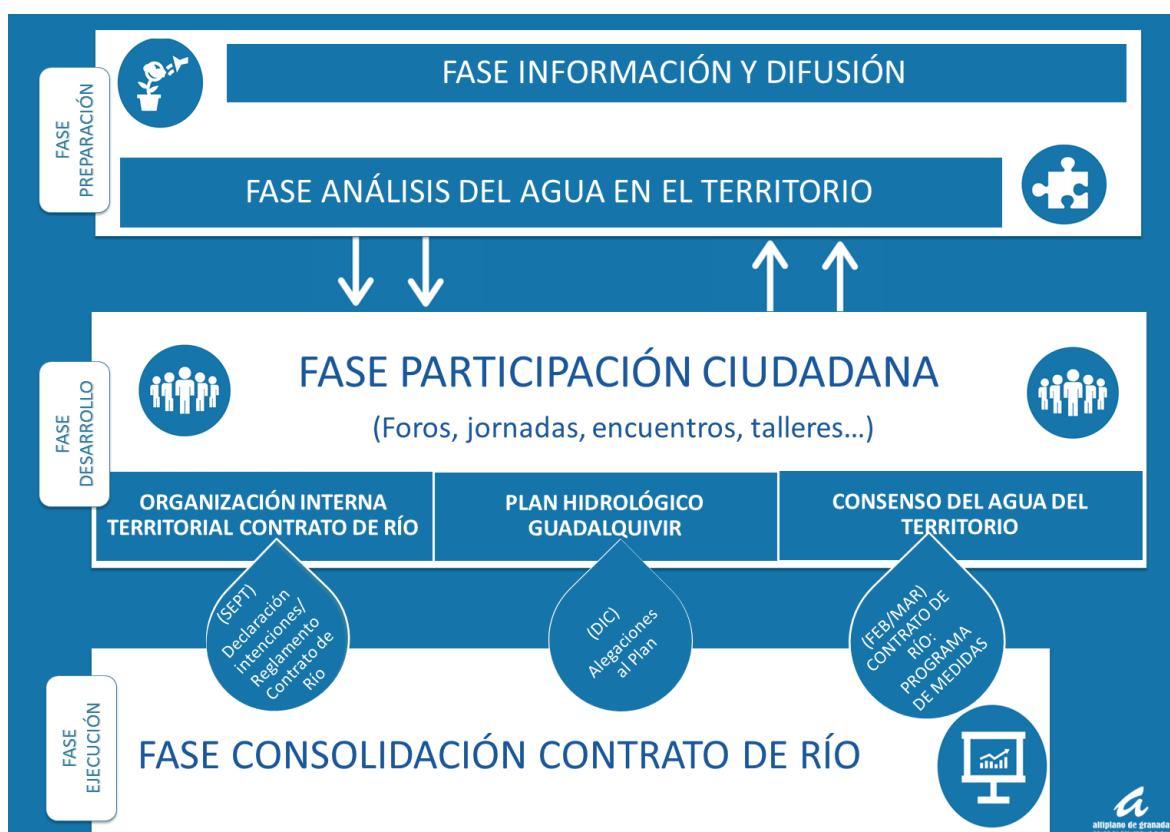 FASE
PREPARACIÓN
FASE INFORMACIÓN Y DIFUSIÓN
FASE ANÁLISIS DEL AGUA EN EL TERRITORIO
FASE
DESARROLLO
FASE PARTICIPACIÓN CIUDADANA
(Foros, jornadas, encuentros, talleres...)
ORGANIZACIÓN INTERNA
TERRITORIAL CONTRATO DE RÍO
PLAN HIDROLÓGICO
GUADALQUIVIR
CONSENSO DEL AGUA DEL
TERRITORIO
(SEPT)
Declaración
intenciones/
Reglamento
Contrato de
Río
(DIC)
Alegaciones
al Plan
(FEB/MAR)
CONTRATO DE
RÍO:
PROGRAMA
DE MEDIDAS
FASE
EJECUCIÓN
FASE CONSOLIDACIÓN CONTRATO DE RÍO
a
altiplano de granada